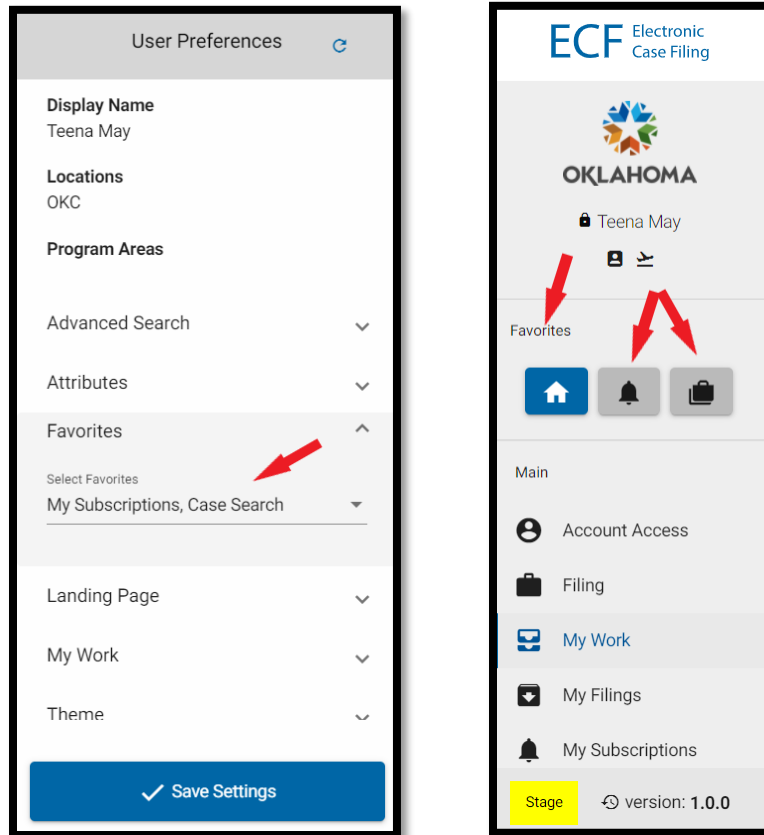 User Preferences
Display Name
Teena May
Locations
OKC
Program Areas
Advanced Search
Attributes
Favorites
Select Favorites
My Subscriptions, Case Search
Landing Page
My Work
Theme
Save Settings
ECF Electronic
Case Filing
OKLAHOMA
Teena May
Favorites
Main
Account Access
Filing
My Work
My Filings
My Subscriptions
Stage version: 1.0.0